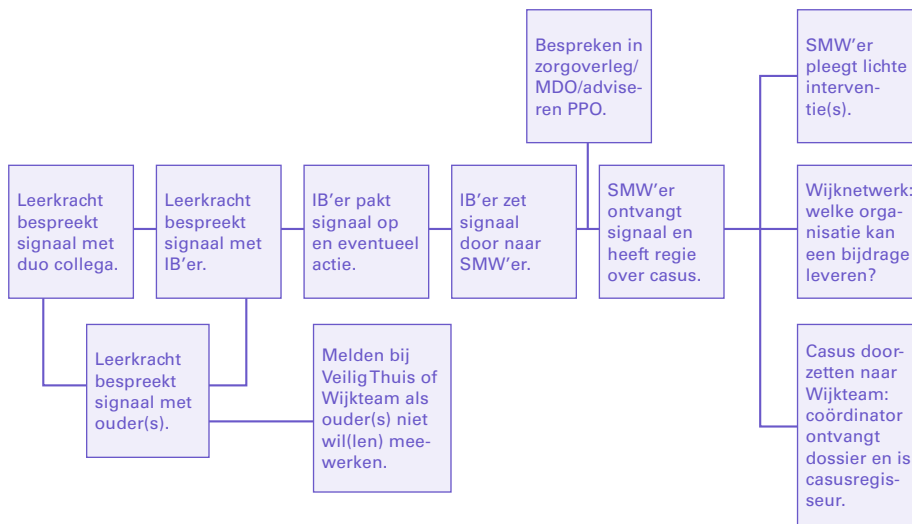 Leerkracht
bespreekt
signaal met
duo collega.
Leerkracht
bespreekt
signaal met
IB’er.
Leerkracht
bespreekt
signaal met
ouder(s).
Melden bij
Veilig Thuis of
Wijkteam als
ouder(s) niet
wil(len) mee-
werken.
IB’er pakt
signaal op
en eventueel
actie.
IB’er zet
signaal
door naar
SMW’er.
Bespreken in
zorgoverleg/
MDO/advise-
ren PPO.
SMW’er
ontvangt
signaal en
heeft regie
over casus.
SMW’er
pleegt lichte
interven-
tie(s).
Wijknetwerk:
welke orga-
nisatie kan
een bijdrage
leveren?
Casus door-
zetten naar
Wijkteam:
coördinator
ontvangt
dossier en is
casusregis-
seur.